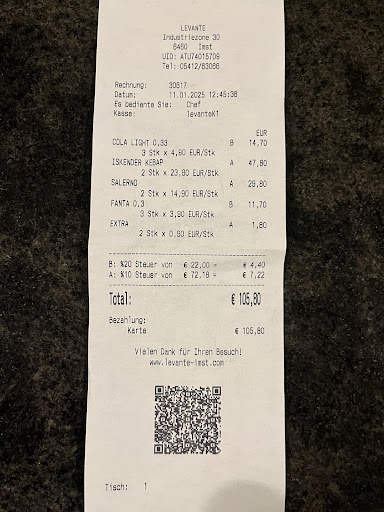 LEVANTE
Industriezone 30
6460 Imst
UID: ATU74015709
Tel: 05412/63066
Rechnung: 30617
Datum: 11.01.2025 12:45:38
Es bediente Sie: Chef
Kasse: levanteK1
EUR
COLA LIGHT 0,33 B 14,70
3 Stk x 4,90 EUR/Stk
ISKENDER KEBAP A 47,80
2 Stk x 23,90 EUR/Stk
SALERNO A 29,80
2 Stk x 14,90 EUR/Stk
FANTA 0,3 B 11,70
3 Stk x 3,90 EUR/Stk
EXTRA A 1,80
2 Stk x 0,90 EUR/Stk
B: %20 Steuer von € 22,00 = € 4,40
A: %10 Steuer von € 72,18 = € 7,22
Total: € 105,80
Bezahlung:
Karte € 105,80
Vielen Dank für Ihren Besuch!
www.levante-imst.com
Tisch: 1